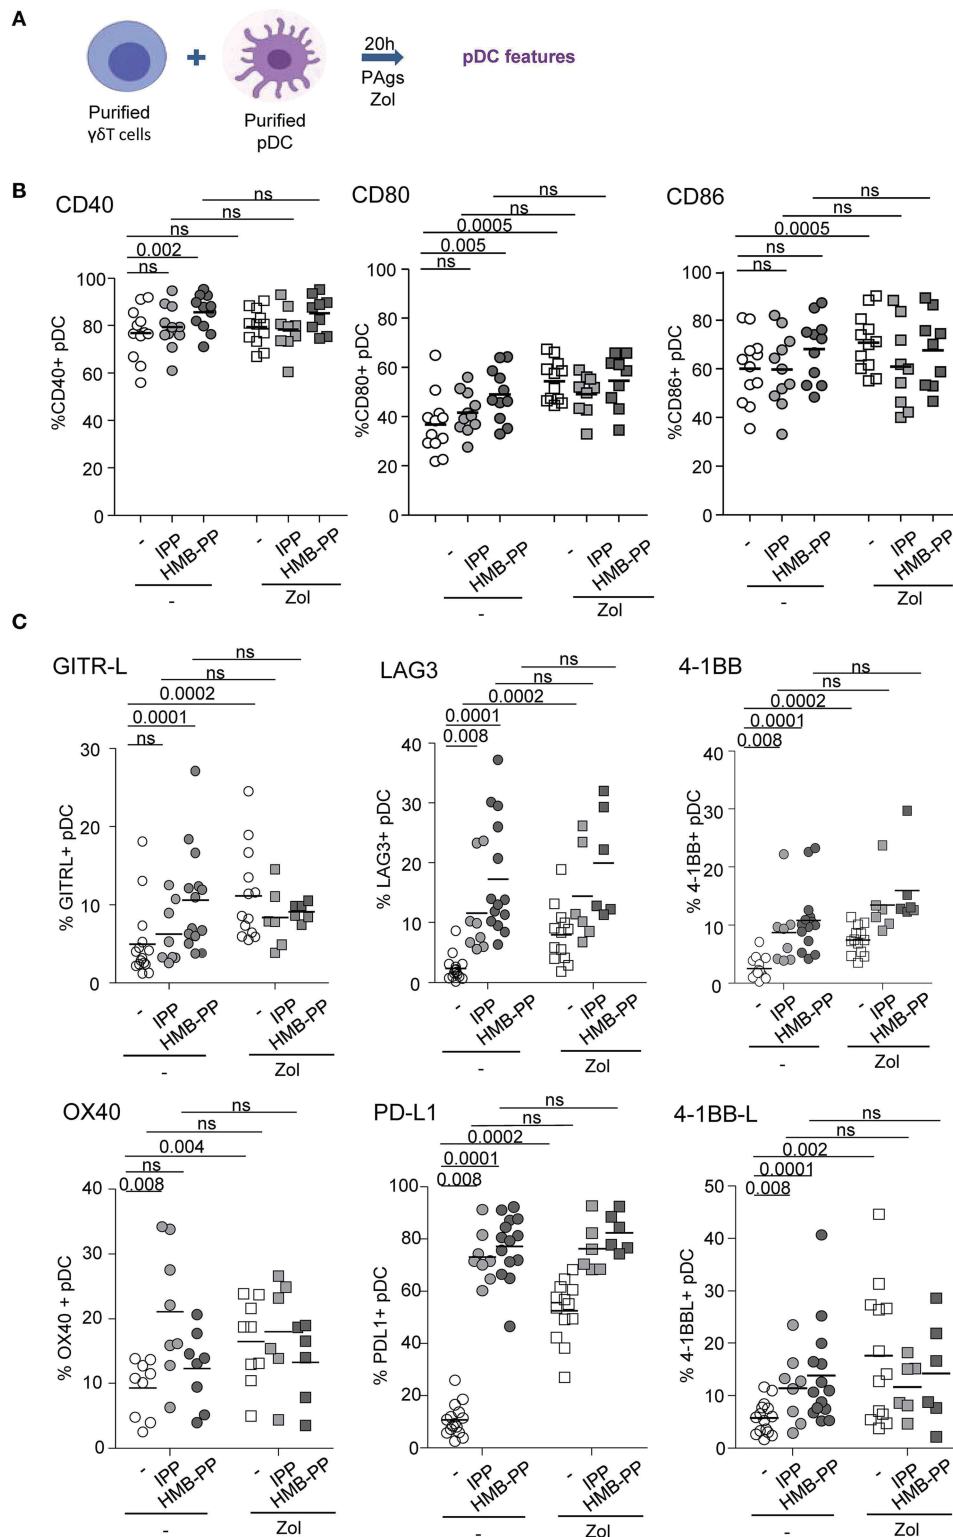 A
20h
PAgs
Zol
pDC features
Purified
γδT cells
Purified
pDC
B
CD40
ns
ns
ns
0.002
ns
%CD40+ pDC
100
80
60
40
20
0
-
IPP
HMB-PP
-
IPP
HMB-PP
-
Zol
CD80
ns
ns
0.0005
0.005
ns
%CD80+ pDC
100
80
60
40
20
0
-
IPP
HMB-PP
-
IPP
HMB-PP
-
Zol
CD86
ns
ns
0.0005
ns
ns
%CD86+ pDC
100
80
60
40
20
0
-
IPP
HMB-PP
-
IPP
HMB-PP
-
Zol
C
GITR-L
ns
ns
0.0002
0.0001
ns
% GITRL+ pDC
30
20
10
0
-
IPP
HMB-PP
-
IPP
HMB-PP
-
Zol
LAG3
ns
ns
0.0002
0.0001
0.008
% LAG3+ pDC
40
30
20
10
0
-
IPP
HMB-PP
-
IPP
HMB-PP
-
Zol
4-1BB
ns
ns
0.0002
0.0001
0.008
% 4-1BB+ pDC
40
30
20
10
0
-
IPP
HMB-PP
-
IPP
HMB-PP
-
Zol
OX40
ns
ns
0.004
ns
0.008
% OX40 + pDC
40
30
20
10
0
-
IPP
HMB-PP
-
IPP
HMB-PP
-
Zol
PD-L1
ns
ns
0.0002
0.0001
0.008
% PDL1+ pDC
100
80
60
40
20
0
-
IPP
HMB-PP
-
IPP
HMB-PP
-
Zol
4-1BB-L
ns
ns
0.002
0.0001
0.008
% 4-1BBL+ pDC
50
40
30
20
10
0
-
IPP
HMB-PP
-
IPP
HMB-PP
-
Zol